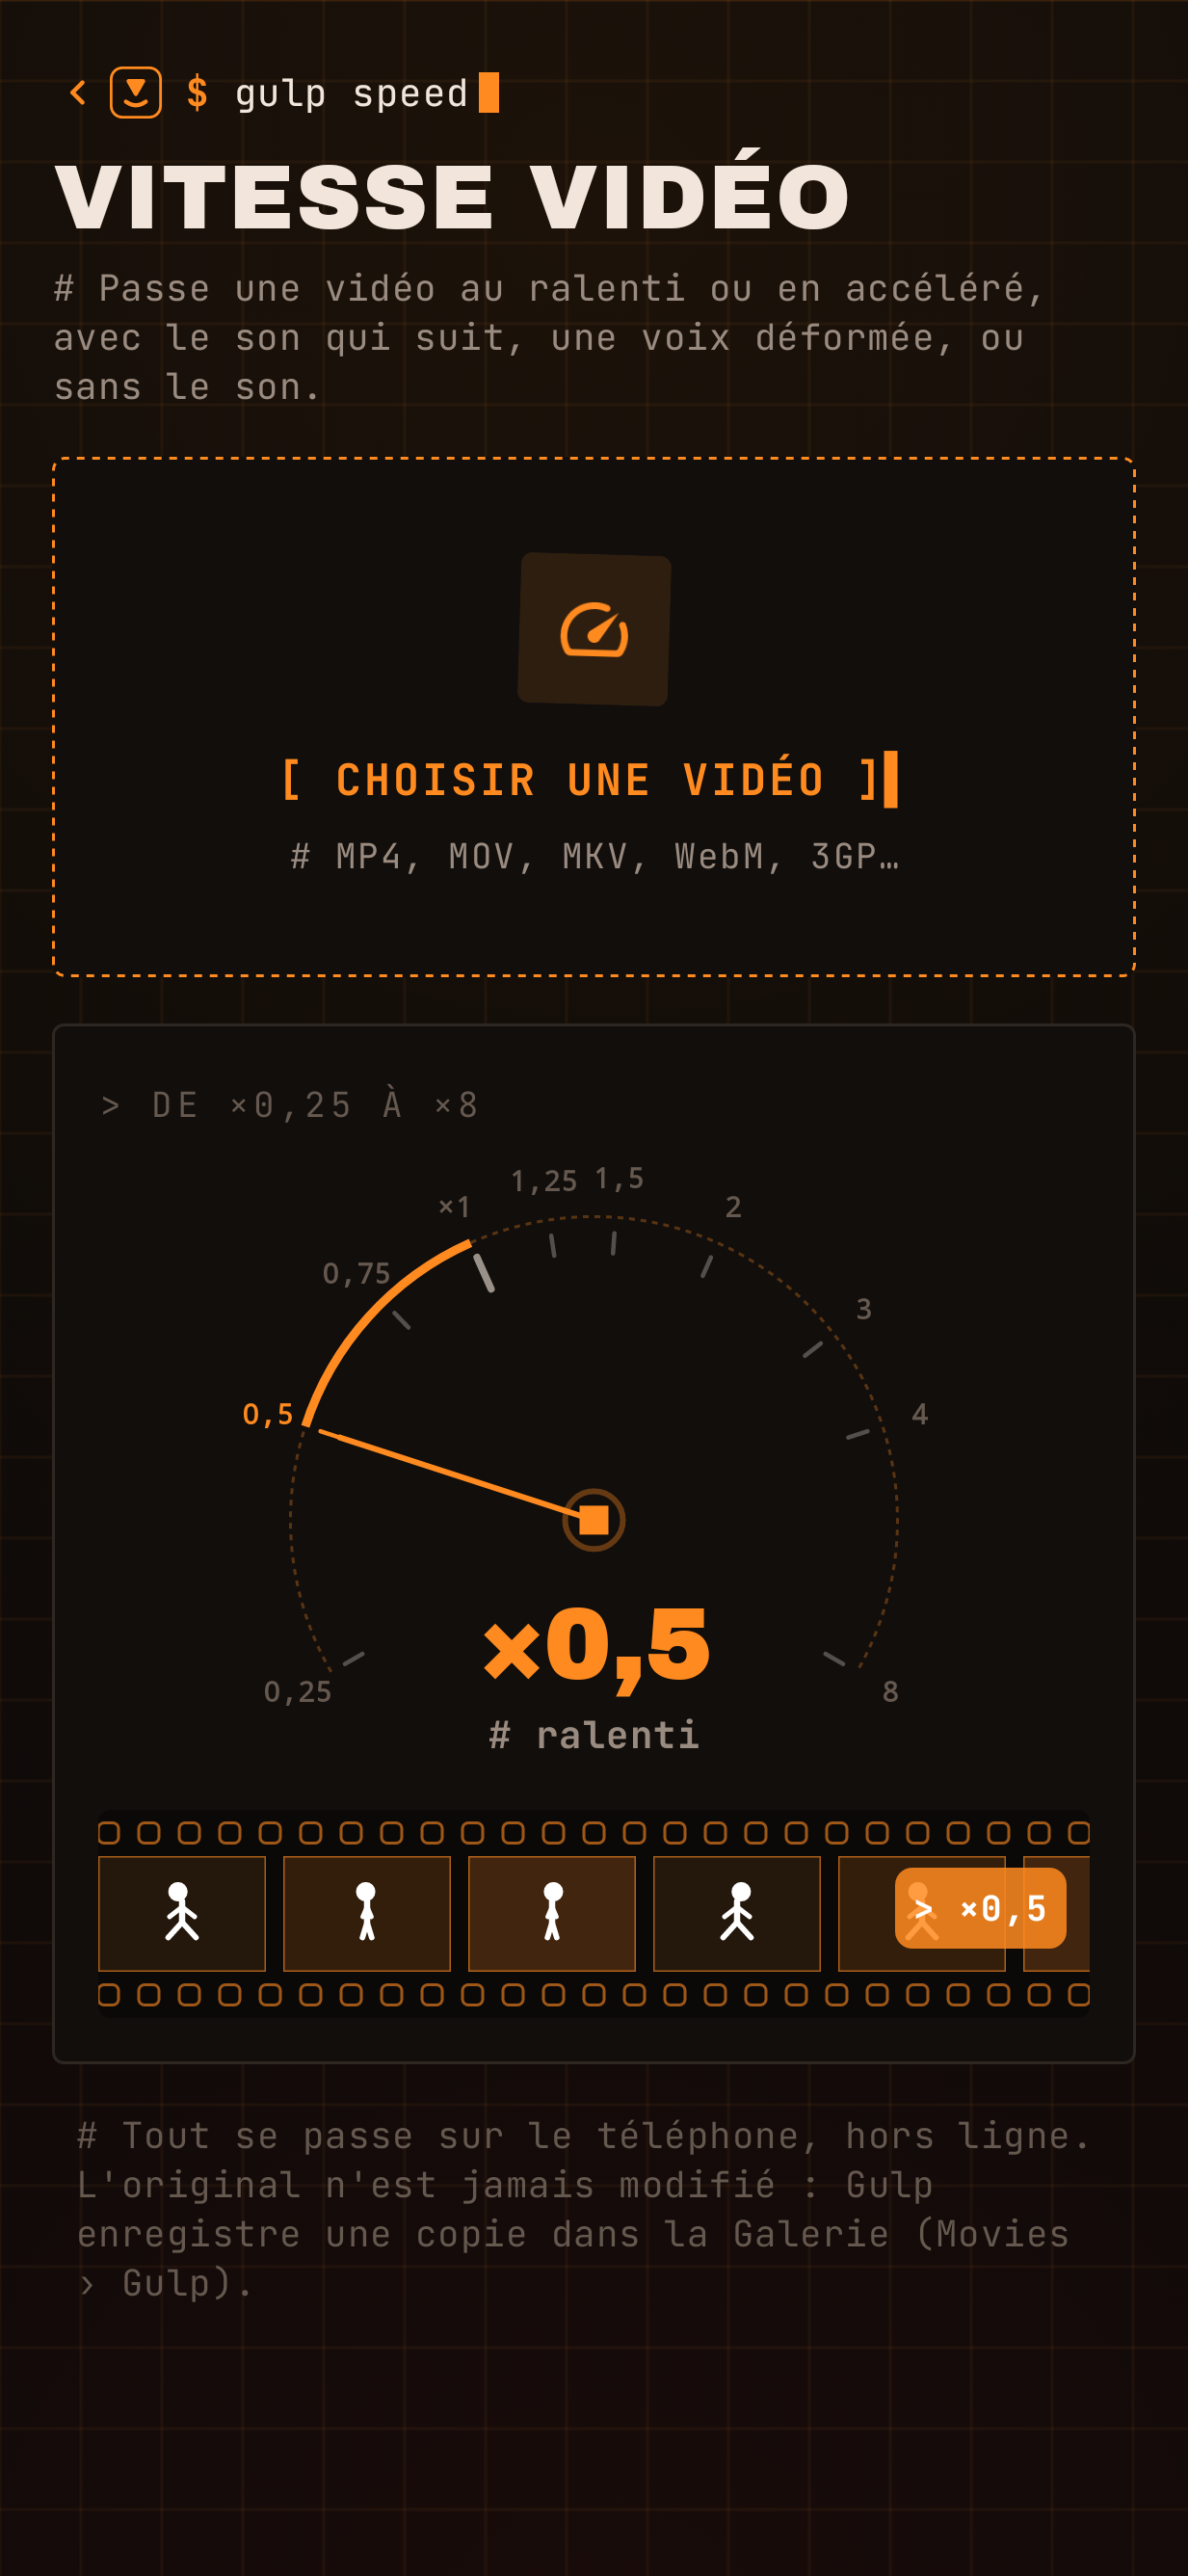 $ gulp speed
VITESSE VIDÉO
# Passe une vidéo au ralenti ou en accéléré,
avec le son qui suit, une voix déformée, ou
sans le son.
[ CHOISIR UNE VIDÉO ]
# MP4, MOV, MKV, WebM, 3GP…
> DE ×0,25 À ×8
0,25
0,5
0,75
×1
1,25
1,5
2
3
4
8
×0,5
# ralenti
> ×0,5
# Tout se passe sur le téléphone, hors ligne.
L'original n'est jamais modifié : Gulp
enregistre une copie dans la Galerie (Movies
› Gulp).